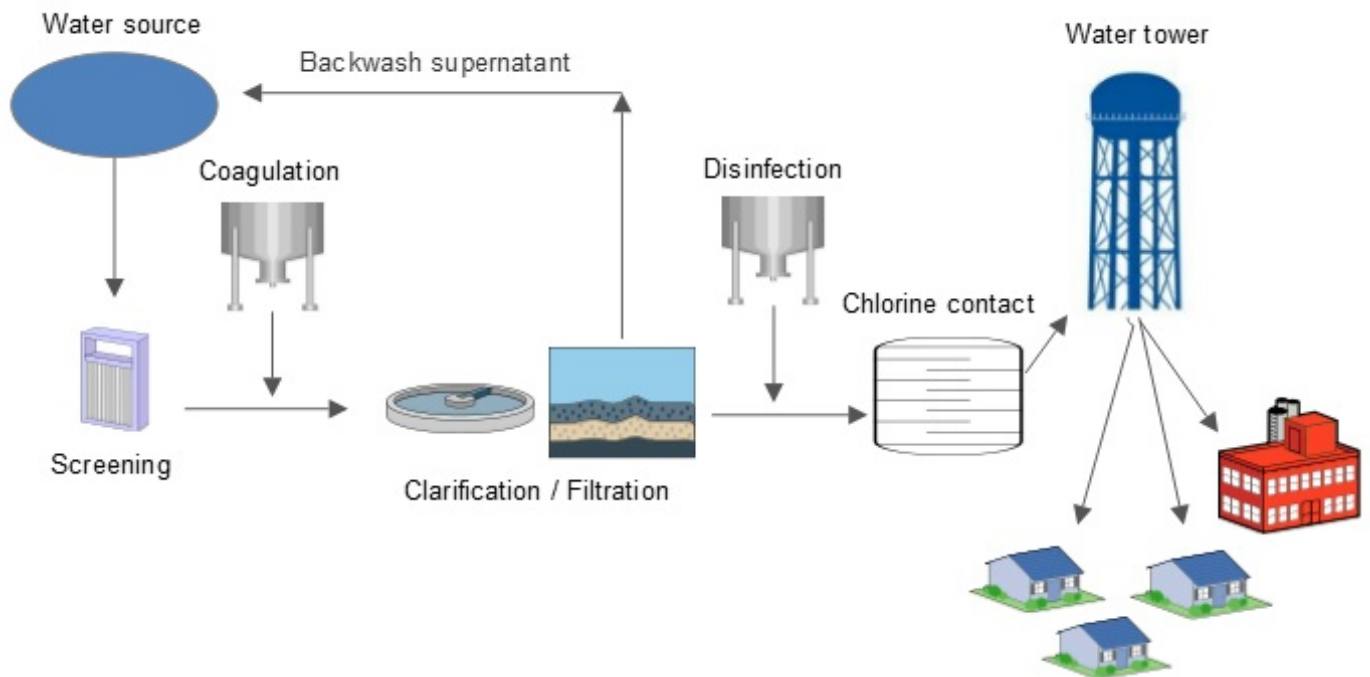 Water source
Water tower
Backwash supernatant
Coagulation
Disinfection
Chlorine contact
Screening
Clarification / Filtration